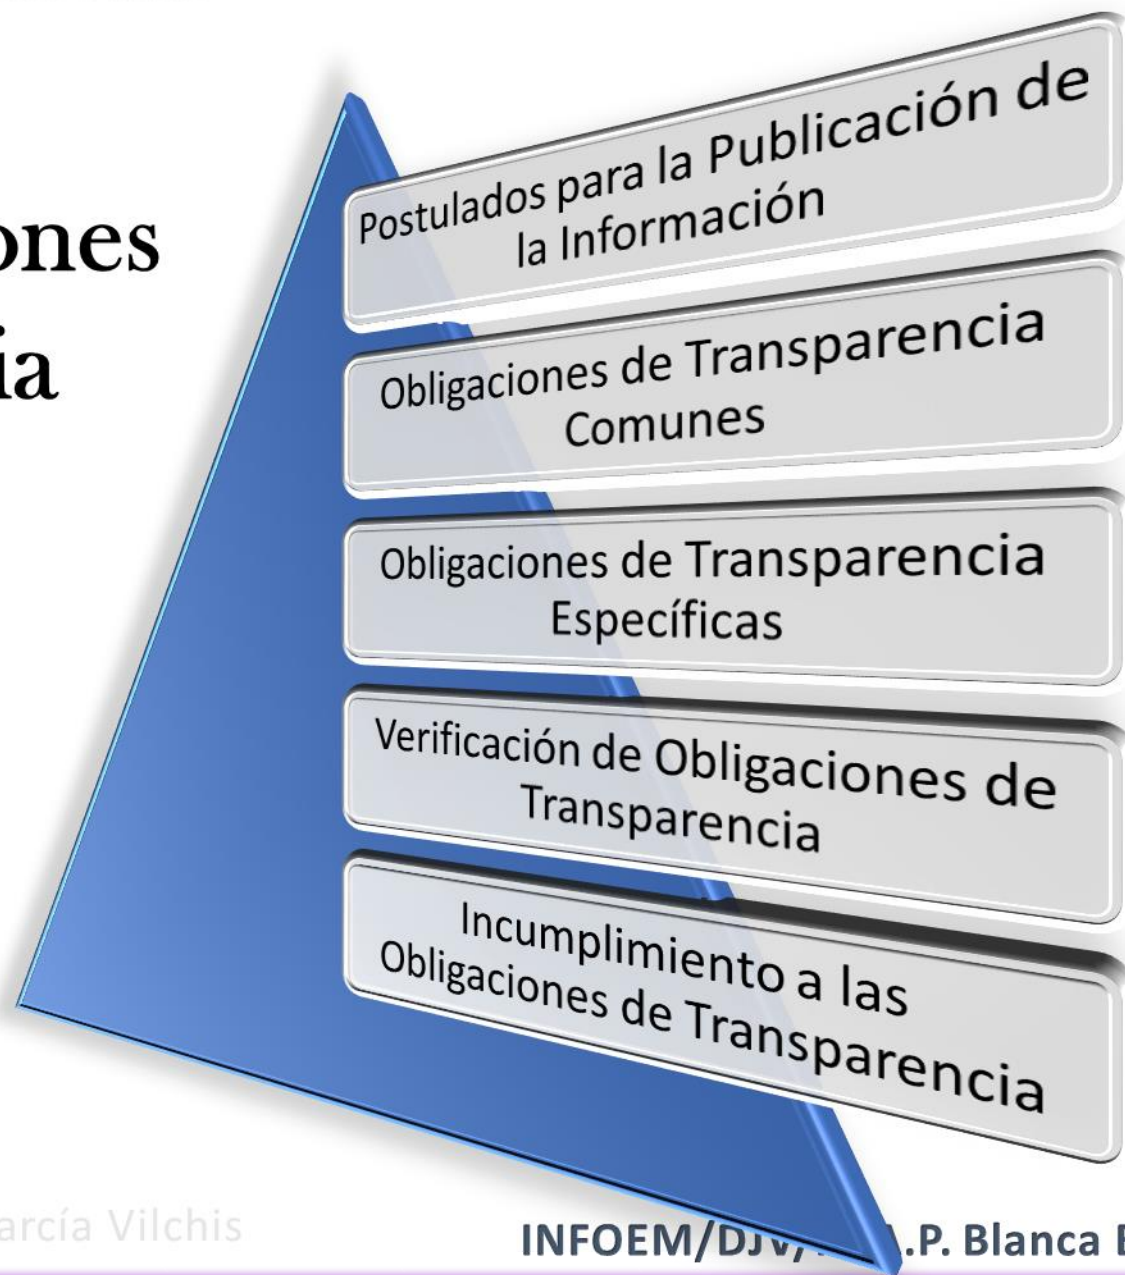 ones
ia
Postulados para la Publicación de
la Información
Obligaciones de Transparencia
Comunes
Obligaciones de Transparencia
Específicas
Verificación de Obligaciones de
Transparencia
Incumplimiento a las
Obligaciones de Transparencia
arcía Vilchis
INFOEM/DJV/ .P. Blanca E